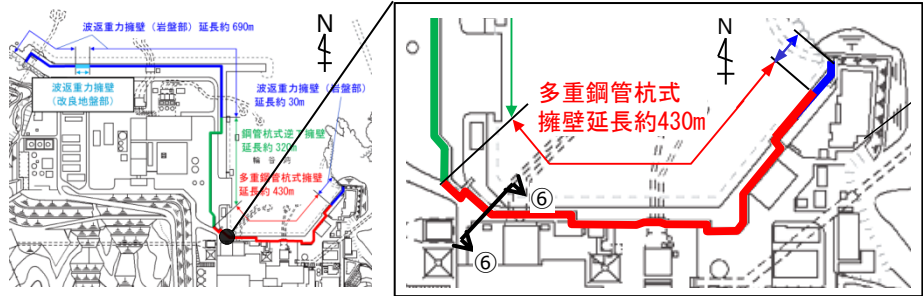 波返重力擁壁（岩盤部）延長約690m
N
波返重力擁壁
（改良地盤部）
波返重力擁壁（岩盤部）
延長約30m
鋼管杭式逆T擁壁
延長約320m
輪谷湾
多重鋼管杭式擁壁
延長約430m
N
多重鋼管杭式
擁壁延長約430m
⑥
⑥